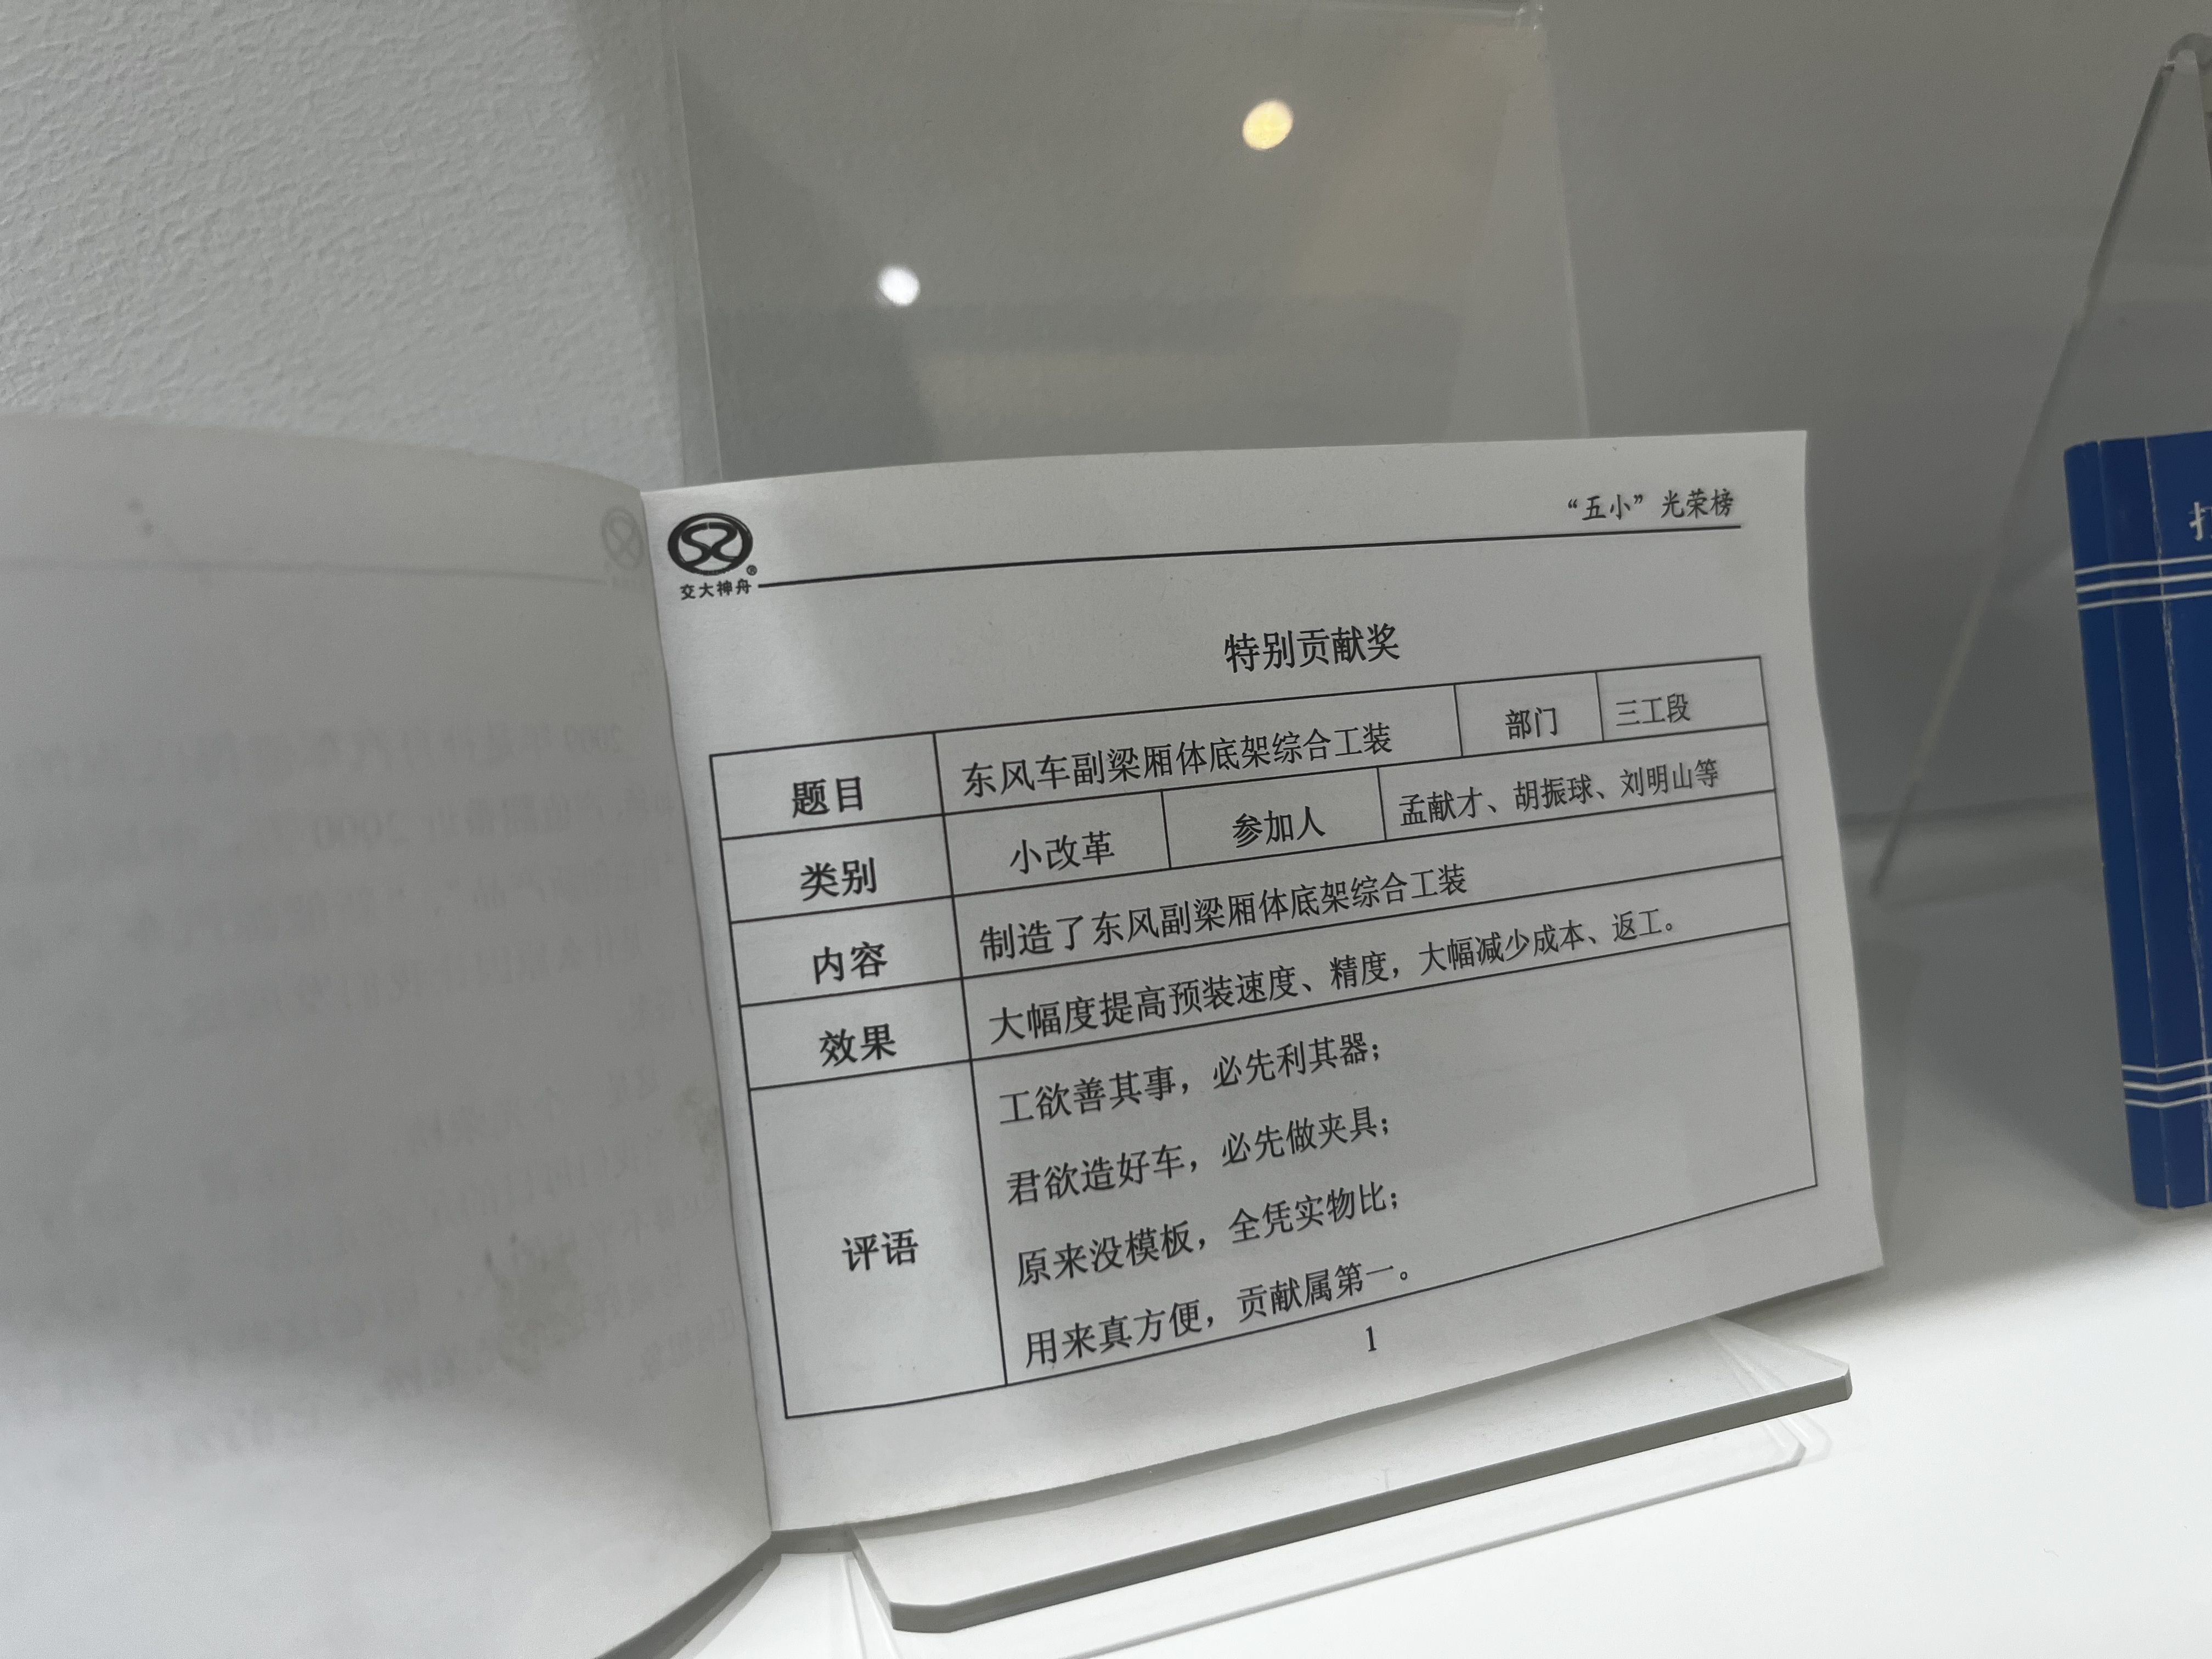 “五小”光荣榜
交大神舟
特别贡献奖
题目 东风车副梁厢体底架综合工装 部门 三工段
类别 小改革 参加人 孟献才、胡振球、刘明山等
内容 制造了东风副梁厢体底架综合工装
效果 大幅度提高预装速度、精度，大幅减少成本、返工。
评语
工欲善其事，必先利其器；
君欲造好车，必先做夹具；
原来没模板，全凭实物比；
用来真方便，贡献属第一。
1